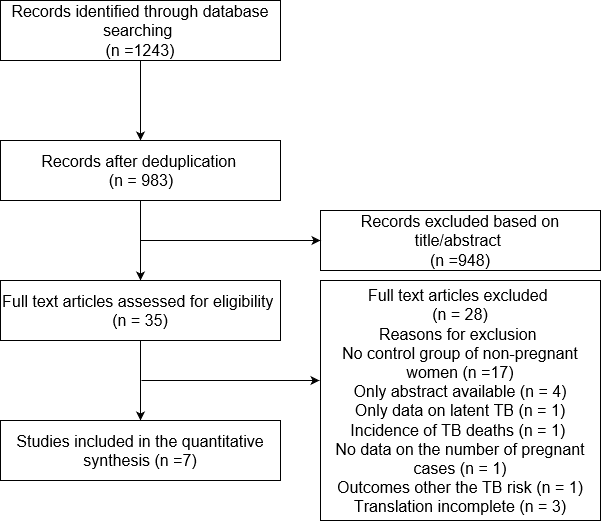 Records identified through database
searching
(n =1243)
Records after deduplication
(n = 983)
Records excluded based on
title/abstract
(n =948)
Full text articles assessed for eligibility
(n = 35)
Full text articles excluded
(n = 28)
Reasons for exclusion
No control group of non-pregnant
women (n =17)
Only abstract available (n = 4)
Only data on latent TB (n = 1)
Incidence of TB deaths (n = 1)
No data on the number of pregnant
cases (n = 1)
Outcomes other the TB risk (n = 1)
Translation incomplete (n = 3)
Studies included in the quantitative
synthesis (n =7)